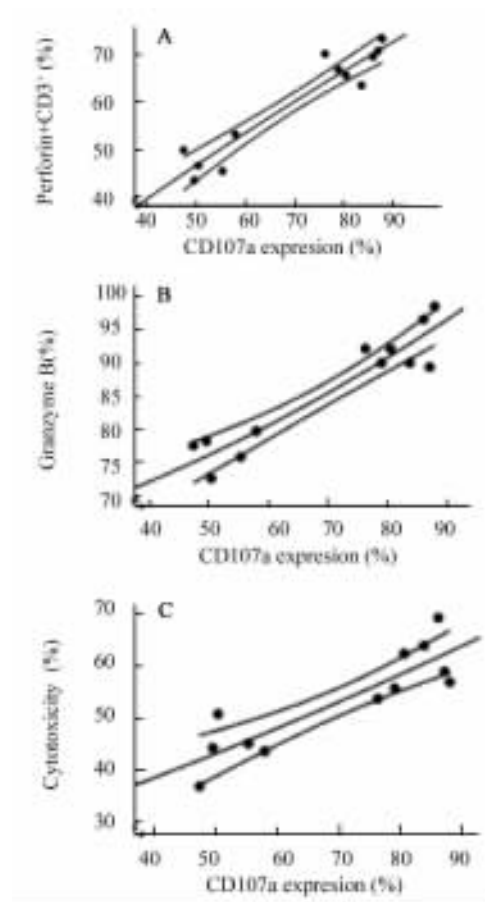 A
Perforin+CD3⁺ (%)
70
60
50
40
40 50 60 70 80 90
CD107a expresion (%)
B
Granzyme B(%)
100
95
90
85
80
75
70
40 50 60 70 80 90
CD107a expresion (%)
C
Cytotoxicity (%)
70
60
50
40
30
40 50 60 70 80 90
CD107a expresion (%)